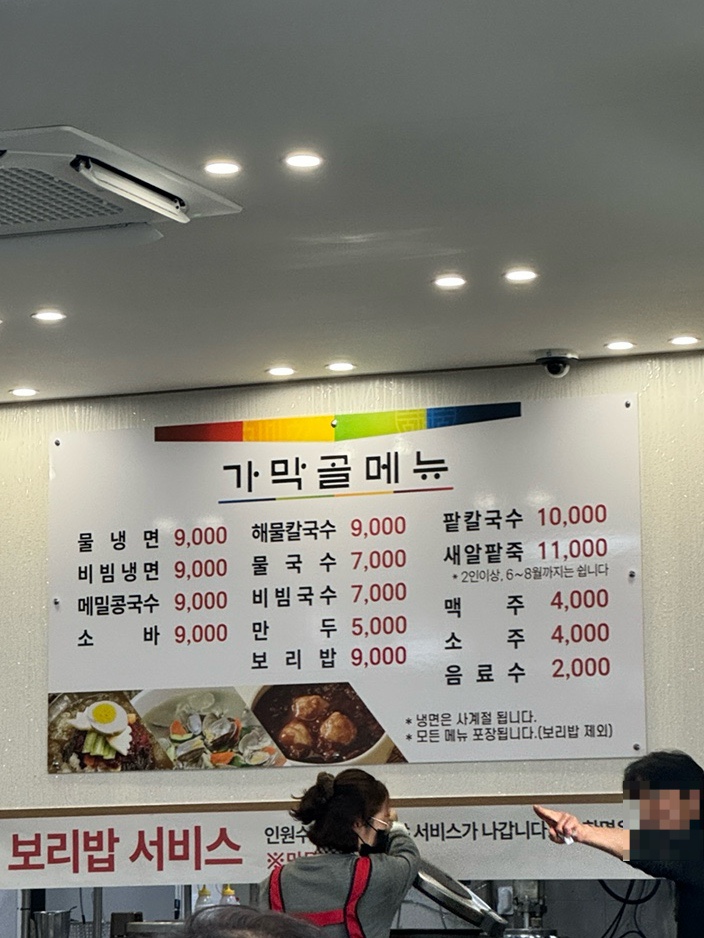 가막골메뉴
물냉면 9,000
비빔냉면 9,000
메밀콩국수 9,000
소바 9,000
해물칼국수 9,000
물국수 7,000
비빔국수 7,000
만두 5,000
보리밥 9,000
팥칼국수 10,000
새알팥죽 11,000
* 2인이상, 6~8월까지는 쉽니다
맥주 4,000
소주 4,000
음료수 2,000
* 냉면은 사계절 됩니다.
* 모든 메뉴 포장됩니다.(보리밥 제외)
보리밥 서비스
인원수 서비스가 나갑니다